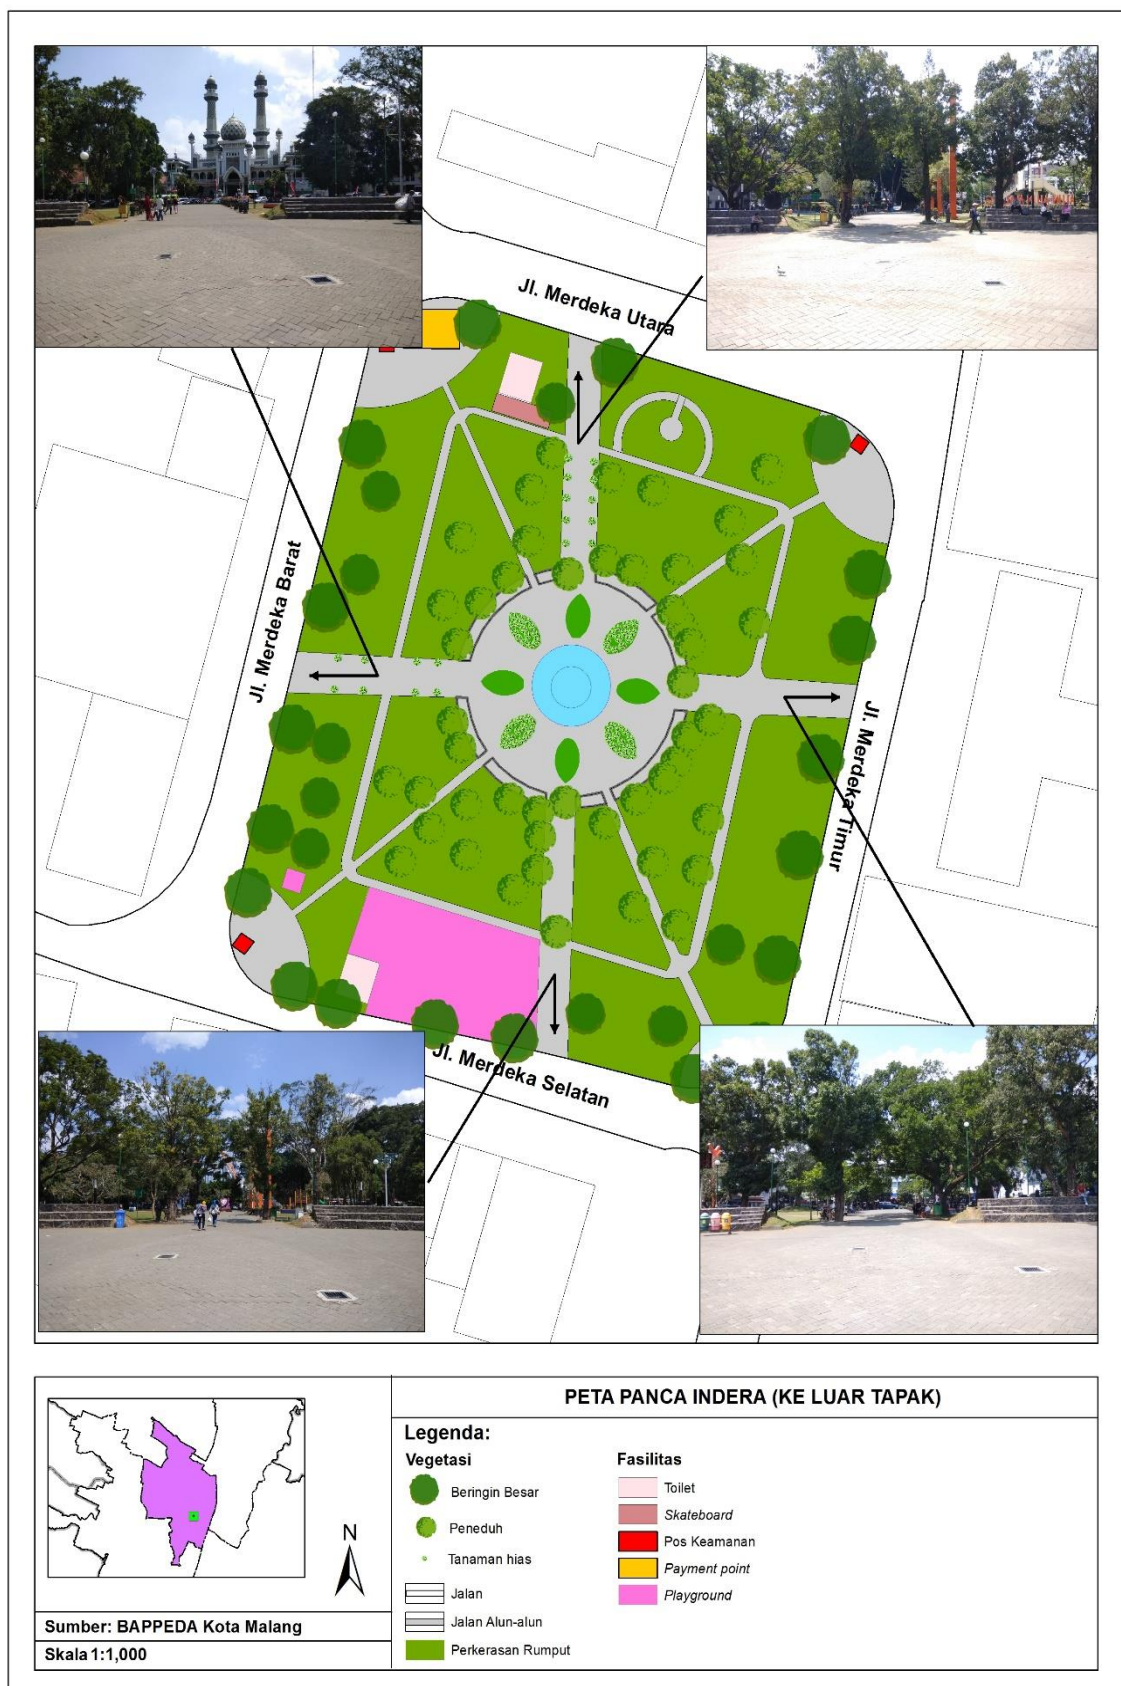 Jl. Merdeka Utara
Jl. Merdeka Barat
Jl. Merdeka Timur
Jl. Merdeka Selatan
PETA PANCA INDERA (KE LUAR TAPAK)
Legenda:
Vegetasi
Beringin Besar
Peneduh
Tanaman hias
Jalan
Jalan Alun-alun
Perkerasan Rumput
Fasilitas
Toilet
Skateboard
Pos Keamanan
Payment point
Playground
N
Sumber: BAPPEDA Kota Malang
Skala 1:1,000